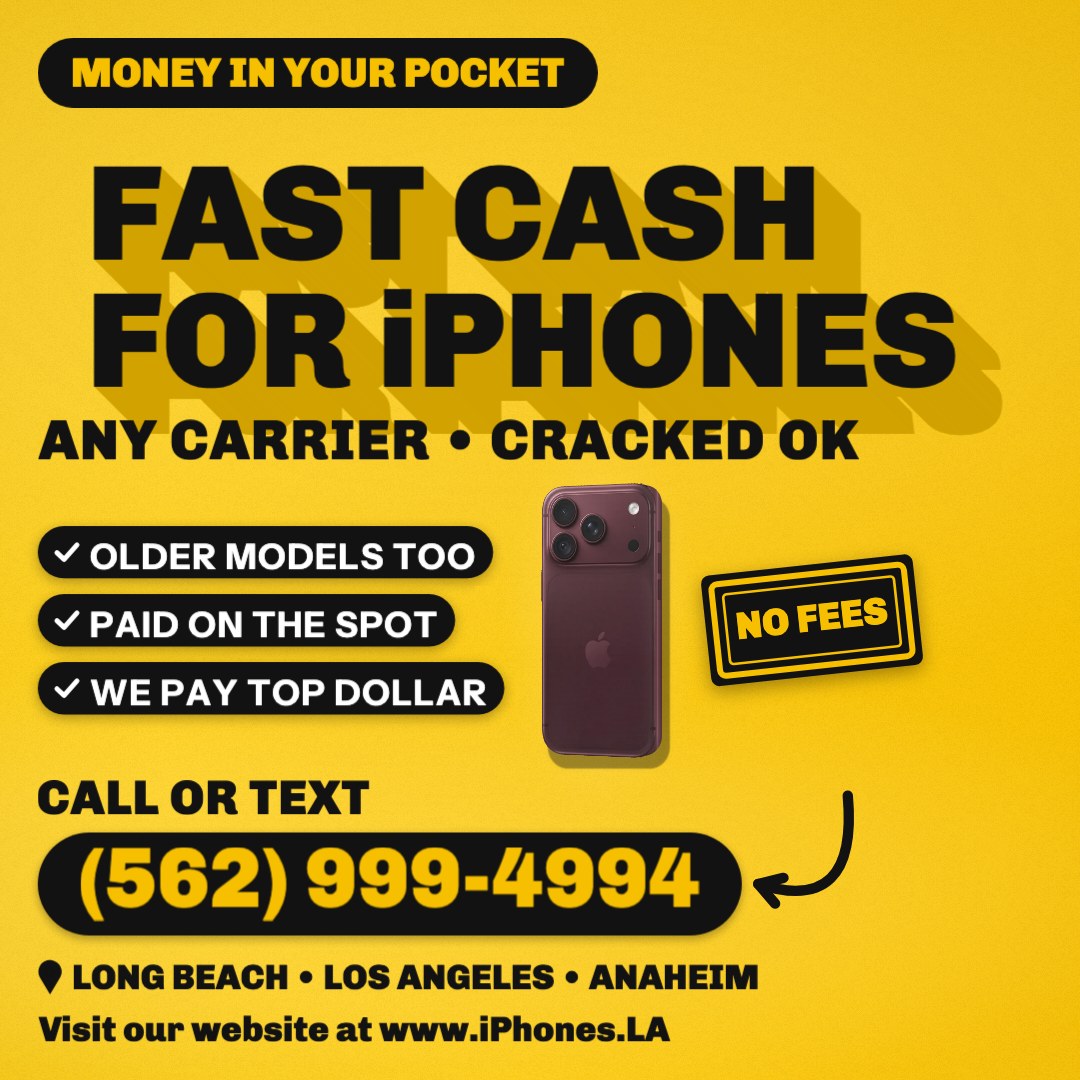 MONEY IN YOUR POCKET
FAST CASH
FOR iPHONES
ANY CARRIER • CRACKED OK
OLDER MODELS TOO
PAID ON THE SPOT
WE PAY TOP DOLLAR
NO FEES
CALL OR TEXT
(562) 999-4994
LONG BEACH • LOS ANGELES • ANAHEIM
Visit our website at www.iPhones.LA